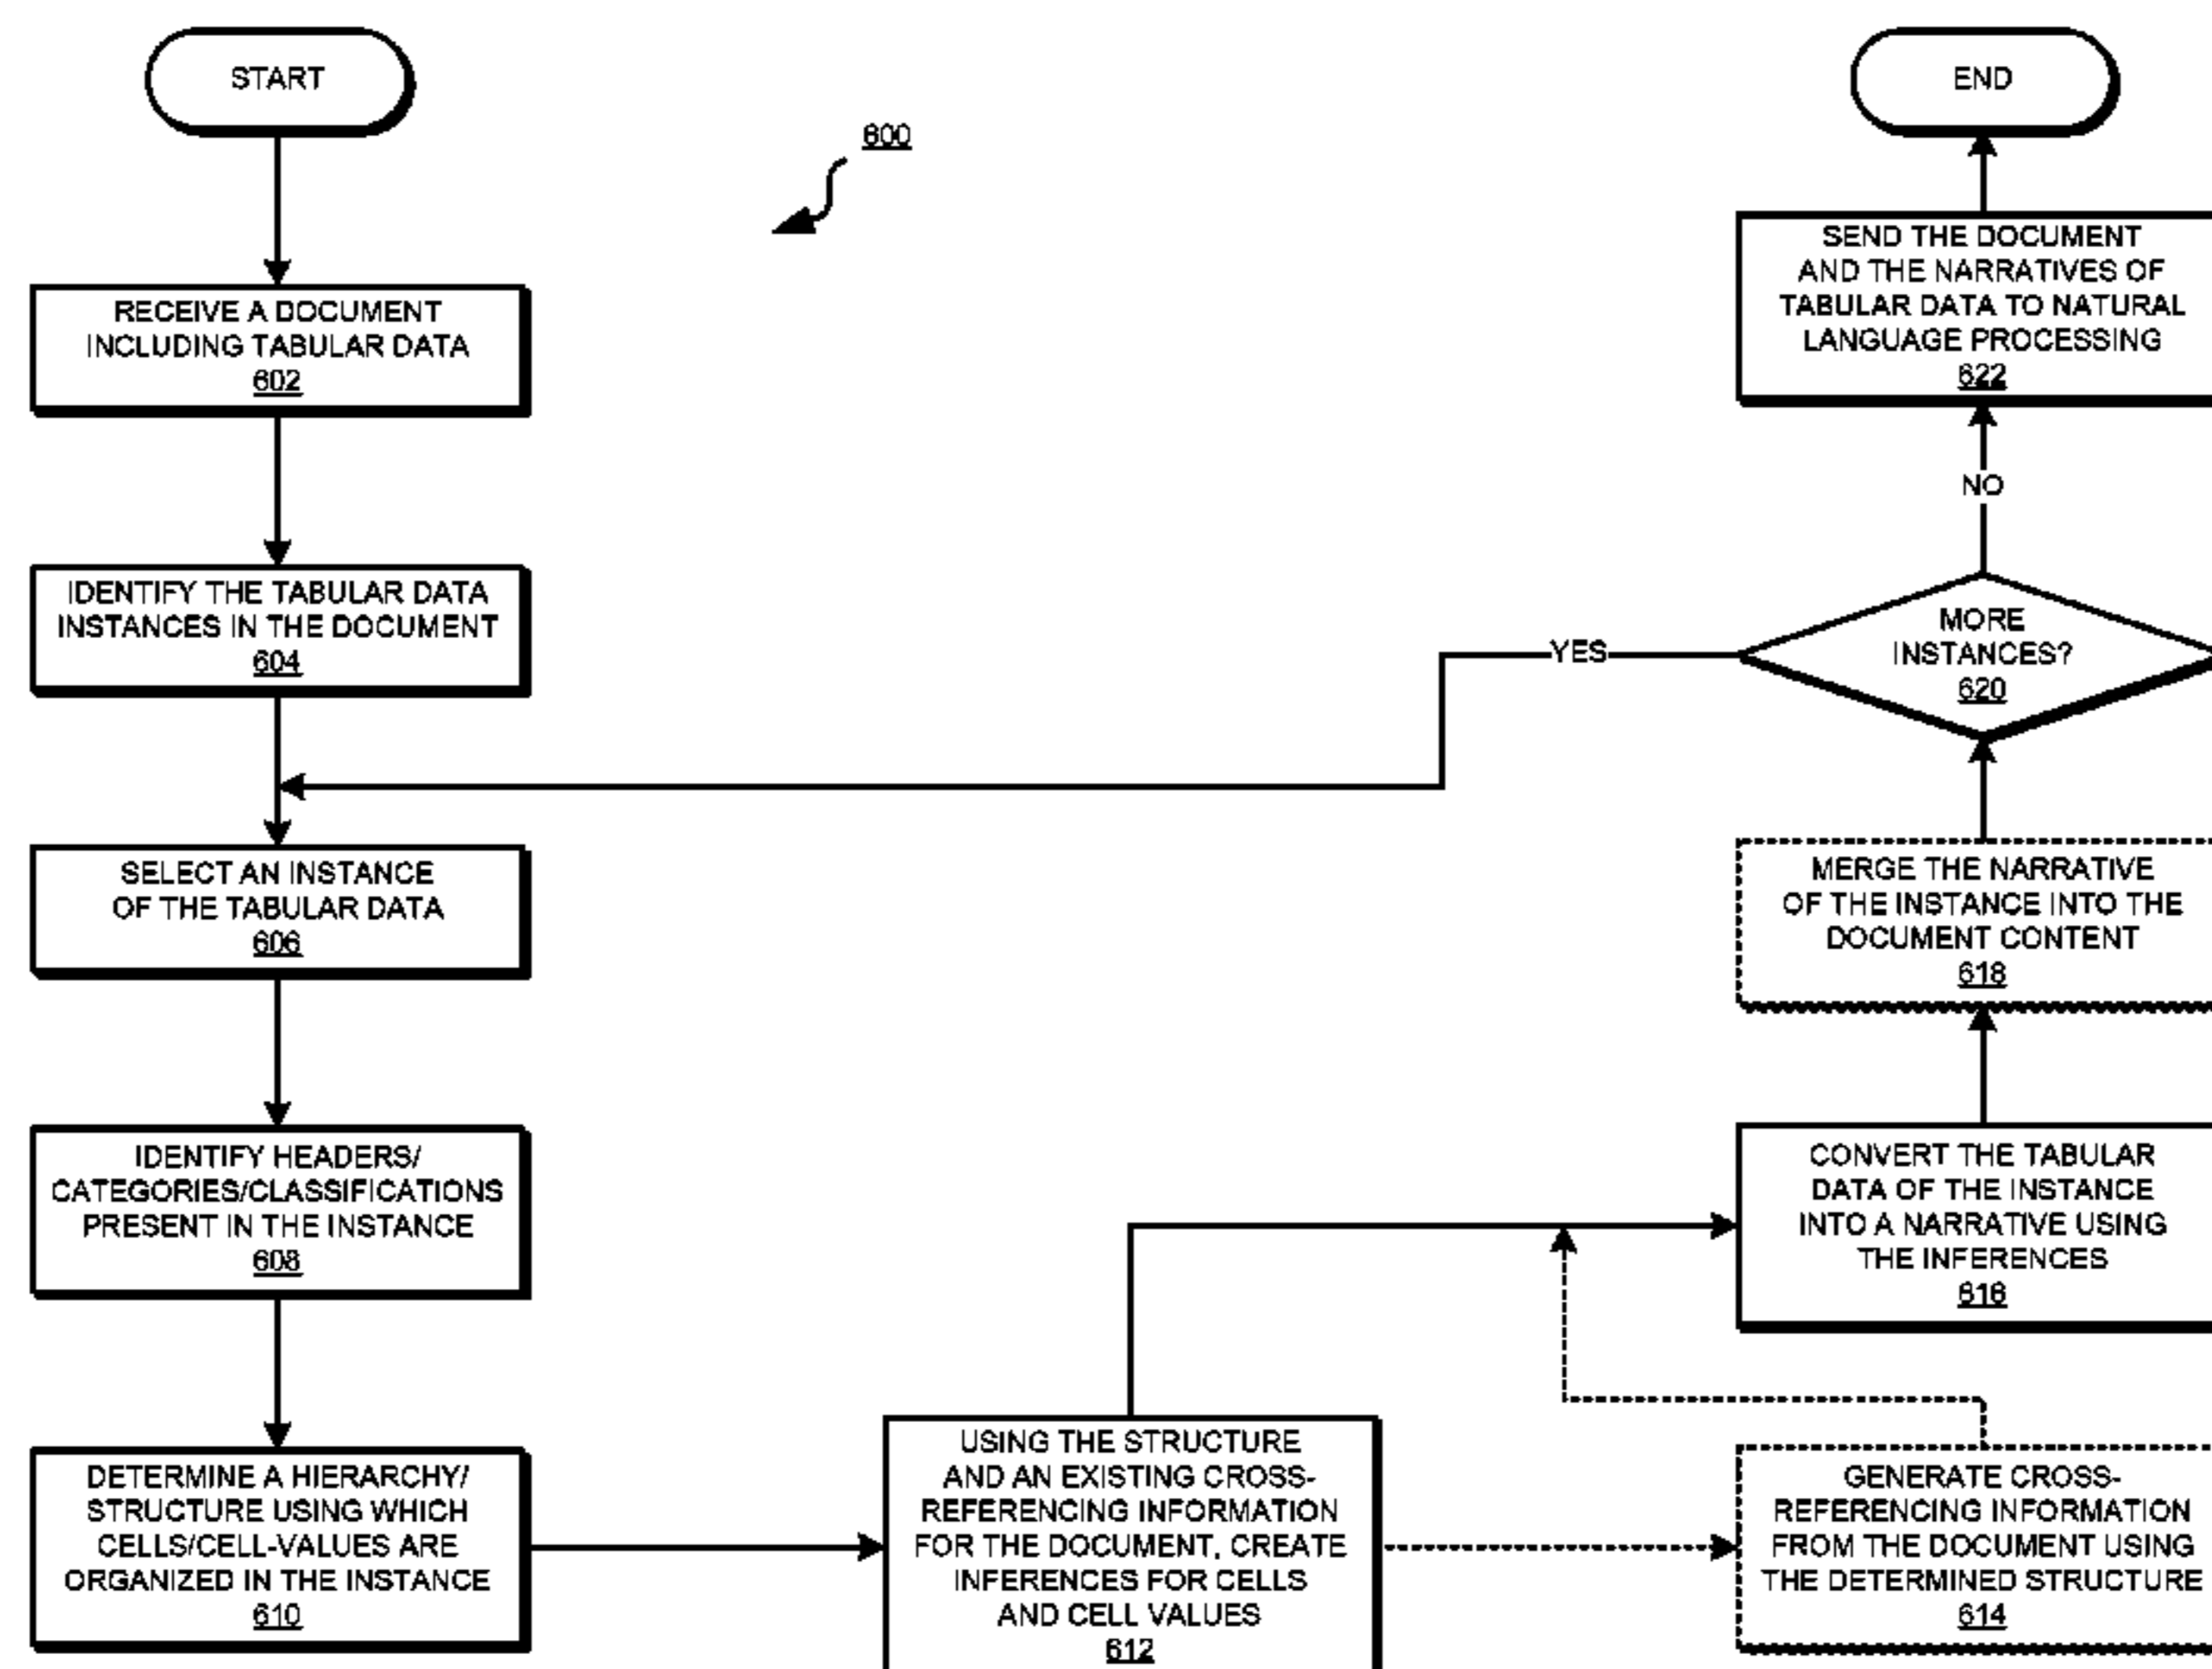 START
600
RECEIVE A DOCUMENT
INCLUDING TABULAR DATA
602
IDENTIFY THE TABULAR DATA
INSTANCES IN THE DOCUMENT
604
SELECT AN INSTANCE
OF THE TABULAR DATA
606
IDENTIFY HEADERS/
CATEGORIES/CLASSIFICATIONS
PRESENT IN THE INSTANCE
608
DETERMINE A HIERARCHY/
STRUCTURE USING WHICH
CELLS/CELL-VALUES ARE
ORGANIZED IN THE INSTANCE
610
USING THE STRUCTURE
AND AN EXISTING CROSS-
REFERENCING INFORMATION
FOR THE DOCUMENT, CREATE
INFERENCES FOR CELLS
AND CELL VALUES
612
GENERATE CROSS-
REFERENCING INFORMATION
FROM THE DOCUMENT USING
THE DETERMINED STRUCTURE
614
CONVERT THE TABULAR
DATA OF THE INSTANCE
INTO A NARRATIVE USING
THE INFERENCES
616
MERGE THE NARRATIVE
OF THE INSTANCE INTO THE
DOCUMENT CONTENT
618
MORE
INSTANCES?
620
YES
NO
SEND THE DOCUMENT
AND THE NARRATIVES OF
TABULAR DATA TO NATURAL
LANGUAGE PROCESSING
622
END